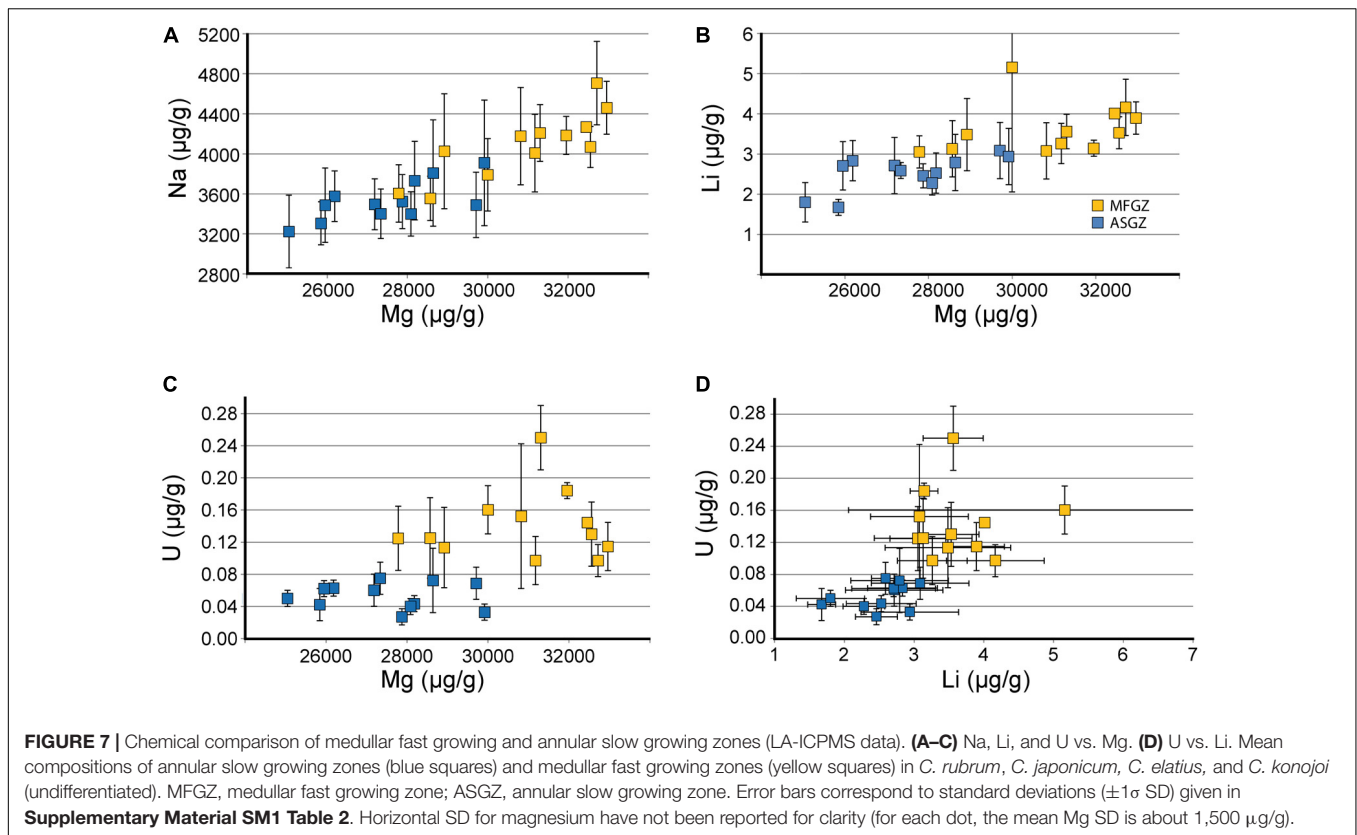 A
5200
4800
4400
4000
3600
3200
2800
Na (µg/g)
26000 28000 30000 32000
Mg (µg/g)
B
6
5
4
3
2
1
Li (µg/g)
MFGZ
ASGZ
26000 28000 30000 32000
Mg (µg/g)
C
0.28
0.24
0.20
0.16
0.12
0.08
0.04
0.00
U (µg/g)
26000 28000 30000 32000
Mg (µg/g)
D
0.28
0.24
0.20
0.16
0.12
0.08
0.04
0.00
U (µg/g)
1 2 3 4 5 6 7
Li (µg/g)
FIGURE 7 | Chemical comparison of medullar fast growing and annular slow growing zones (LA-ICPMS data). (A–C) Na, Li, and U vs. Mg. (D) U vs. Li. Mean
compositions of annular slow growing zones (blue squares) and medullar fast growing zones (yellow squares) in C. rubrum, C. japonicum, C. elatius, and C. konojoi
(undifferentiated). MFGZ, medullar fast growing zone; ASGZ, annular slow growing zone. Error bars correspond to standard deviations (±1σ SD) given in
Supplementary Material SM1 Table 2. Horizontal SD for magnesium have not been reported for clarity (for each dot, the mean Mg SD is about 1,500 µg/g).